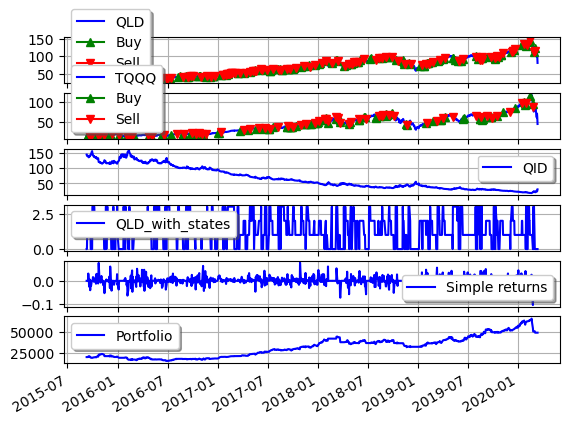 QLD
Buy
Sell
150
100
50
TQQQ
Buy
Sell
100
50
150
100
50
QID
2.5
0.0
QLD_with_states
0.0
−0.1
Simple returns
50000
25000
Portfolio
2015-07
2016-01
2016-07
2017-01
2017-07
2018-01
2018-07
2019-01
2019-07
2020-01